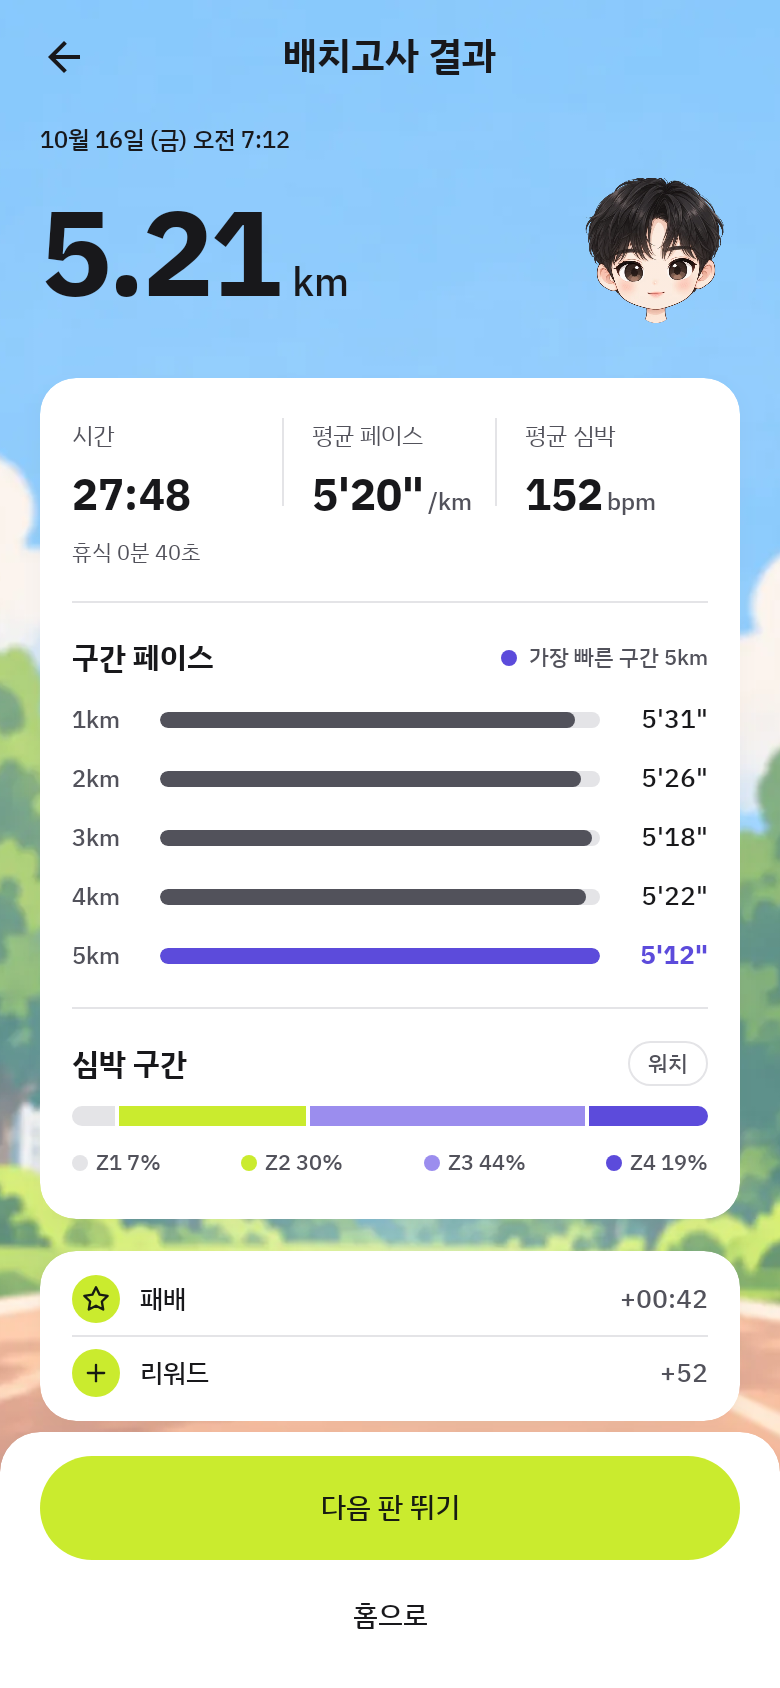 배치고사 결과
10월 16일 (금) 오전 7:12
5.21 km
시간 평균 페이스 평균 심박
27:48 5'20" /km 152 bpm
휴식 0분 40초
구간 페이스 가장 빠른 구간 5km
1km 5'31"
2km 5'26"
3km 5'18"
4km 5'22"
5km 5'12"
심박 구간 워치
Z1 7% Z2 30% Z3 44% Z4 19%
패배 +00:42
리워드 +52
다음 판 뛰기
홈으로